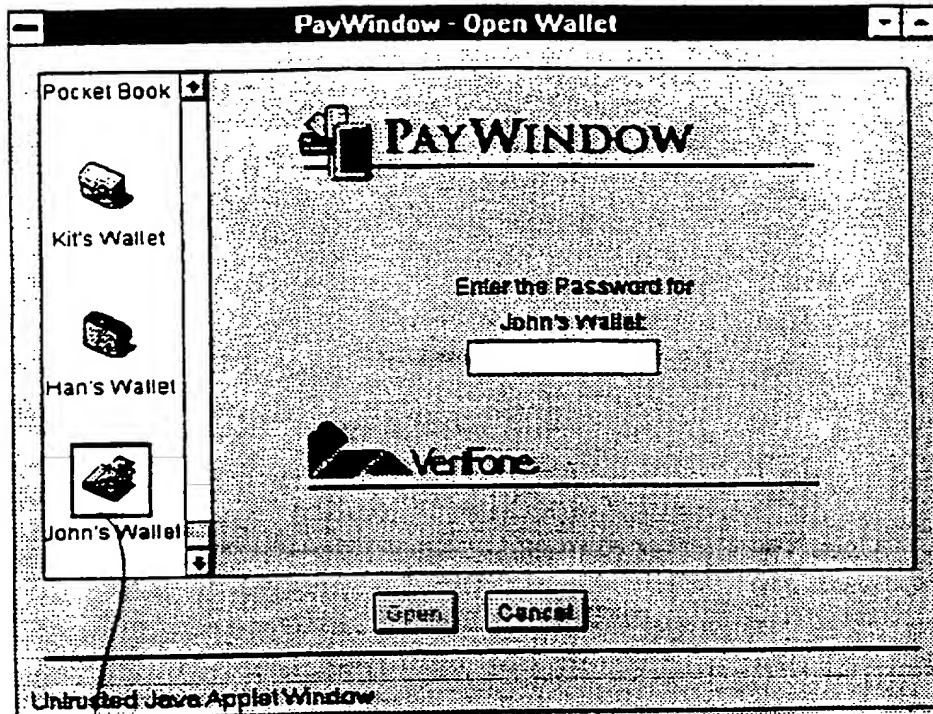 PayWindow - Open Wallet
Pocket Book
Kit's Wallet
Han's Wallet
John's Wallet
PAYWINDOW
Enter the Password for
John's Wallet:
VeriFone
Open
Cancel
Untrusted Java Applet Window